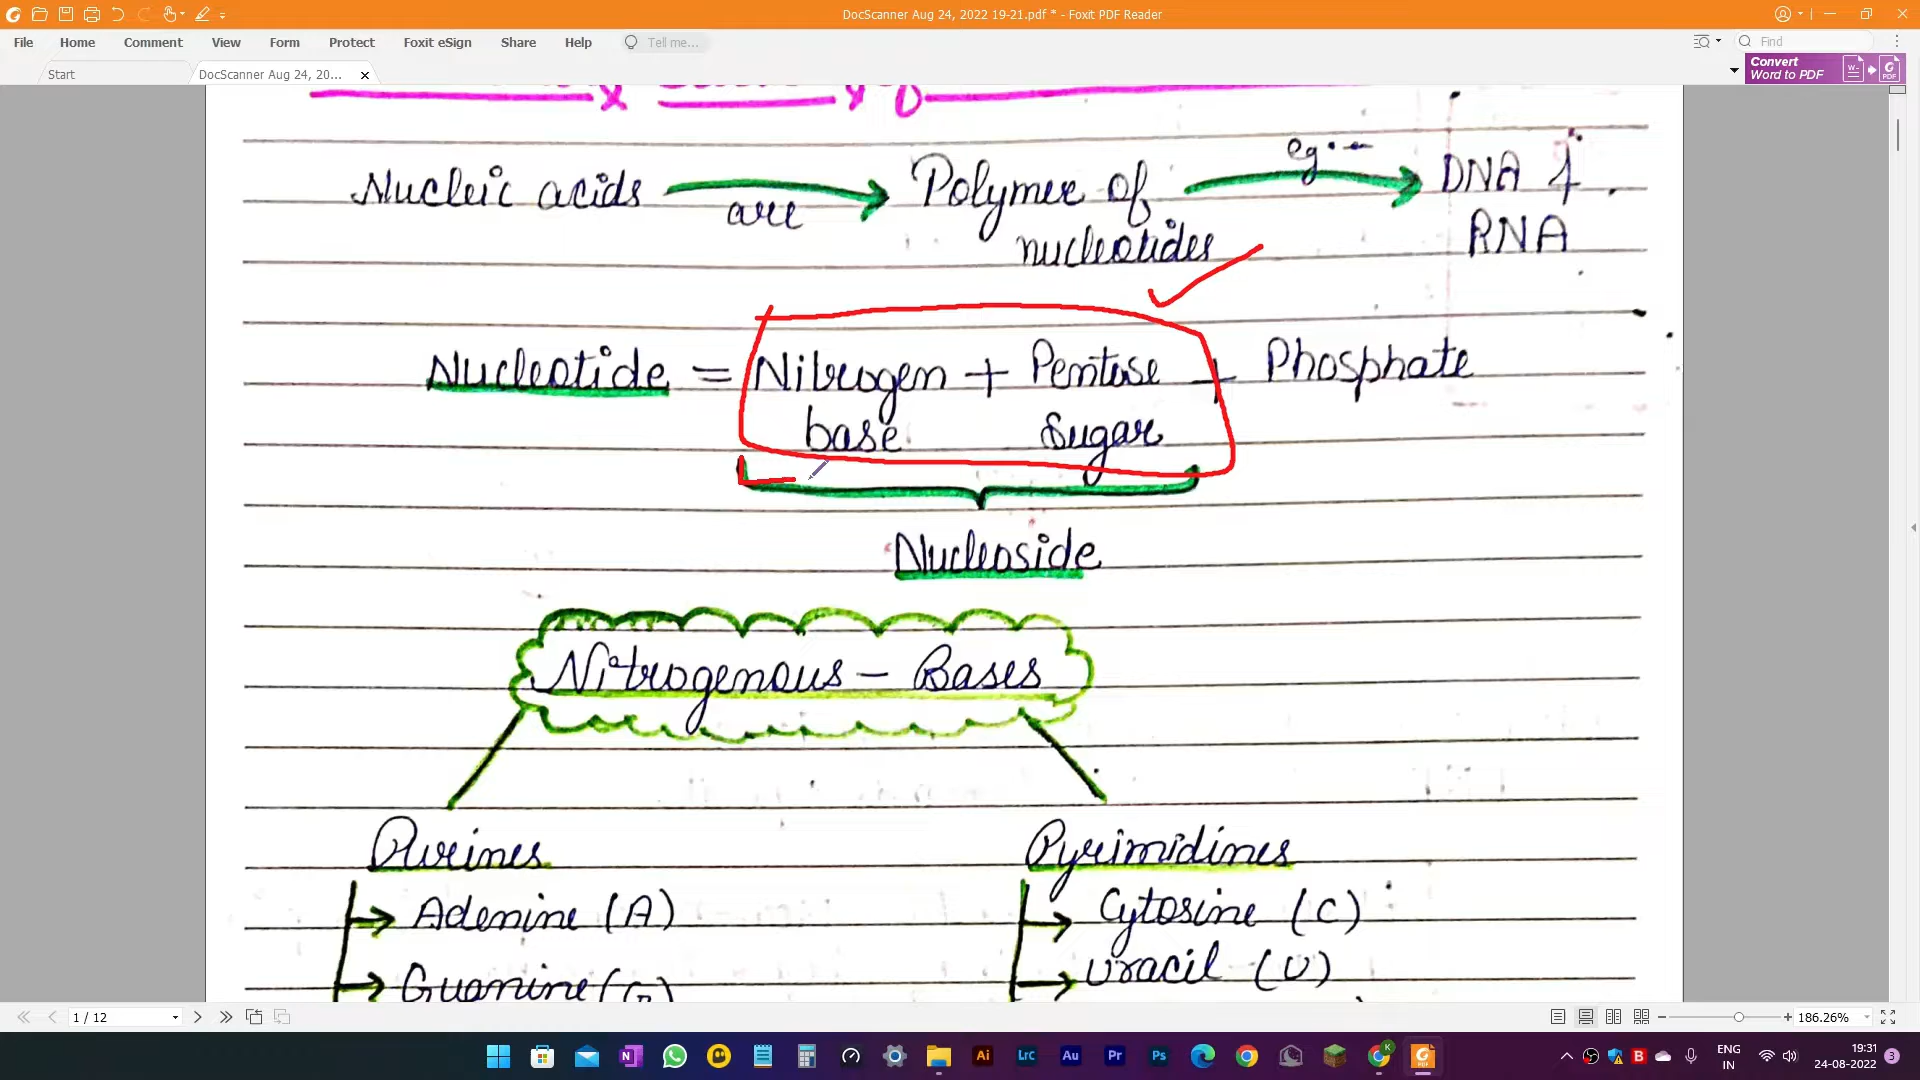 DocScanner Aug 24, 2022 19-21.pdf * - Foxit PDF Reader
File Home Comment View Form Protect Foxit eSign Share Help Tell me... Find
Start DocScanner Aug 24, 20... Convert Word to PDF
eg:-
Nucleic acids are Polymer of nucleotides DNA & RNA
Nucleotide = Nitrogen base + Pentose sugar + Phosphate
Nucleoside
Nitrogenous - Bases
Purines Pyrimidines
Adenine (A) Cytosine (C)
Guanine (G) Uracil (U)
1 / 12 186.26%
ENG 19:31
IN 24-08-2022 3